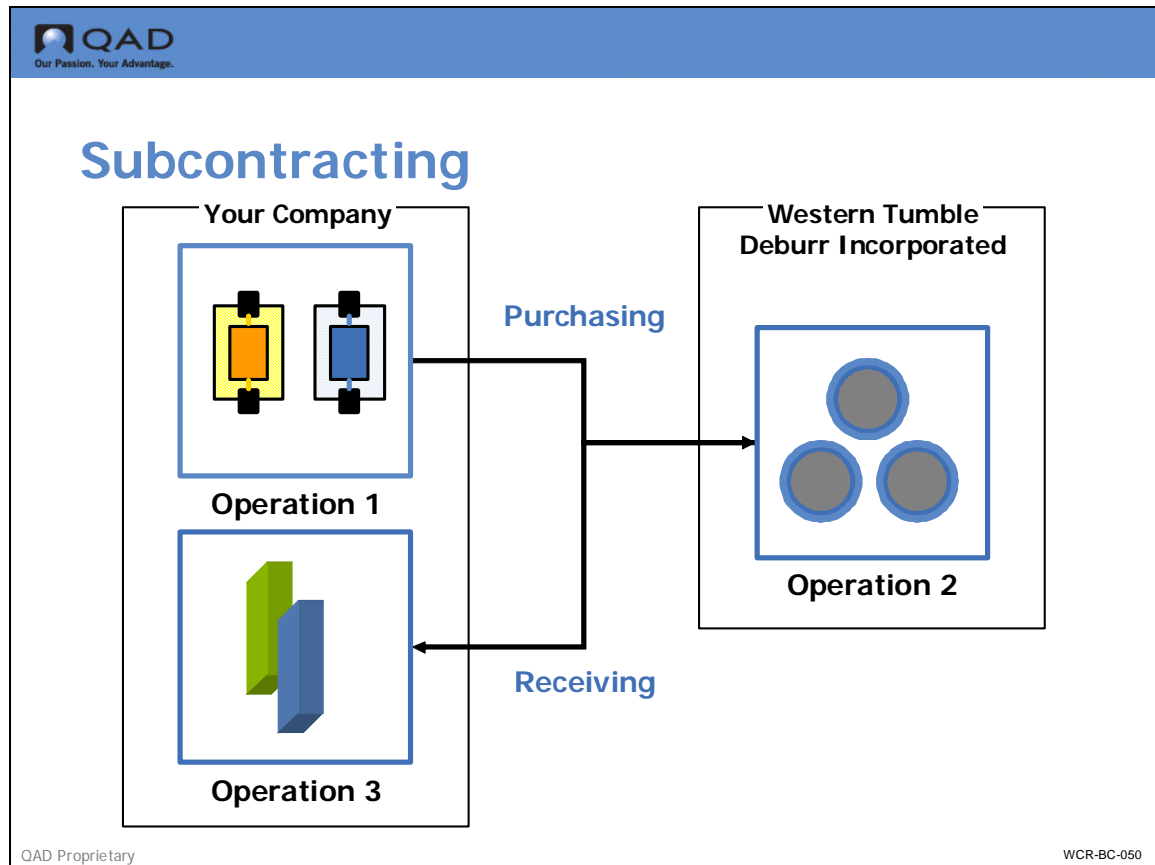 QAD
Our Passion. Your Advantage.
Subcontracting
Your Company
Western Tumble
Deburr Incorporated
Purchasing
Operation 1
Operation 2
Receiving
Operation 3
QAD Proprietary
WCR-BC-050